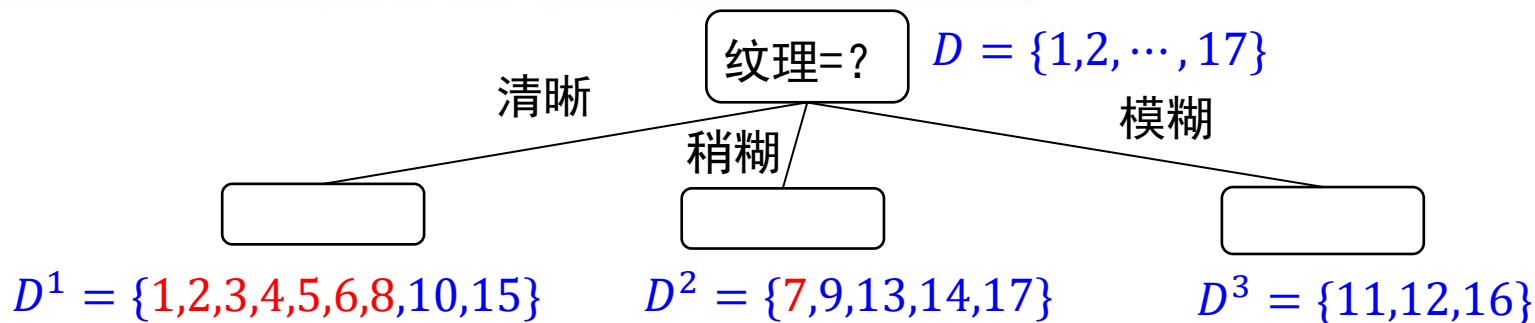 纹理=?
D = {1,2,⋯,17}
清晰
稍糊
模糊
D¹ = {1,2,3,4,5,6,8,10,15}
D² = {7,9,13,14,17}
D³ = {11,12,16}